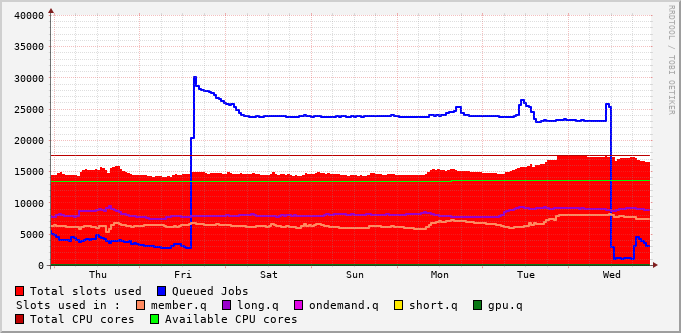 40000
35000
30000
25000
20000
15000
10000
5000
0
Thu Fri Sat Sun Mon Tue Wed
Total slots used Queued Jobs
Slots used in : member.q long.q ondemand.q short.q gpu.q
Total CPU cores Available CPU cores
RRDTOOL / TOBI OETIKER